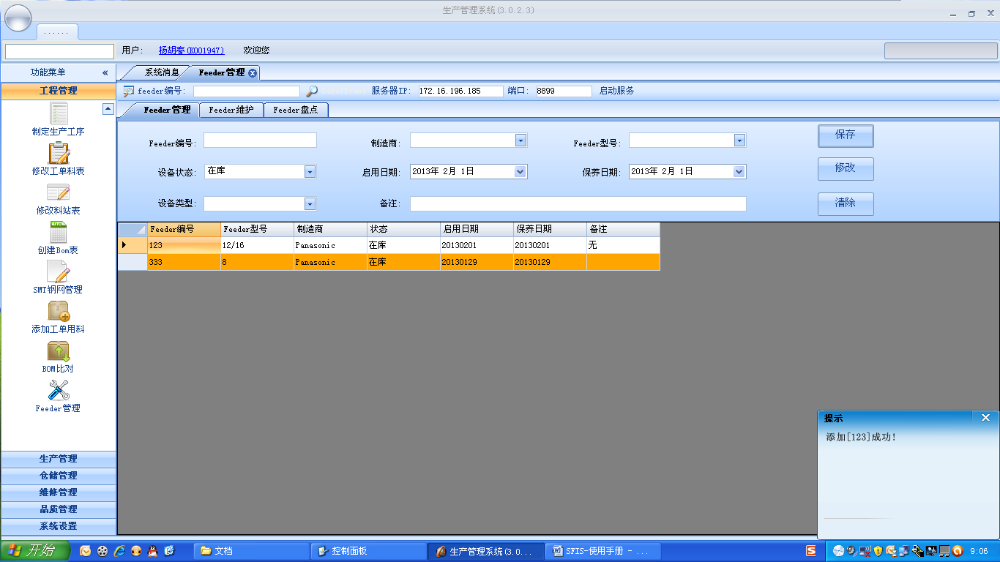 生产管理系统(3.0.2.3)
......
用户: 杨胡春(K001947) 欢迎您
功能菜单 «
系统消息 Feeder管理
工程管理
feeder编号: 服务器IP: 172.16.196.185 端口: 8899 启动服务
Feeder管理 Feeder维护 Feeder盘点
制定生产工序
修改工单料表
修改料站表
创建Bom表
SMT钢网管理
添加工单用料
BOM比对
Feeder管理
生产管理
仓储管理
维修管理
品质管理
系统设置
Feeder编号: 制造商: Feeder型号: 保存
设备状态: 在库 启用日期: 2013年 2月 1日 保养日期: 2013年 2月 1日 修改
设备类型: 备注: 清除
Feeder编号 Feeder型号 制造商 状态 启用日期 保养日期 备注
123 12/16 Panasonic 在库 20130201 20130201 无
333 8 Panasonic 在库 20130129 20130129
提示
添加[123]成功!
开始 文档 控制面板 生产管理系统(3.0... SFIS-使用手册 - ... 9:06